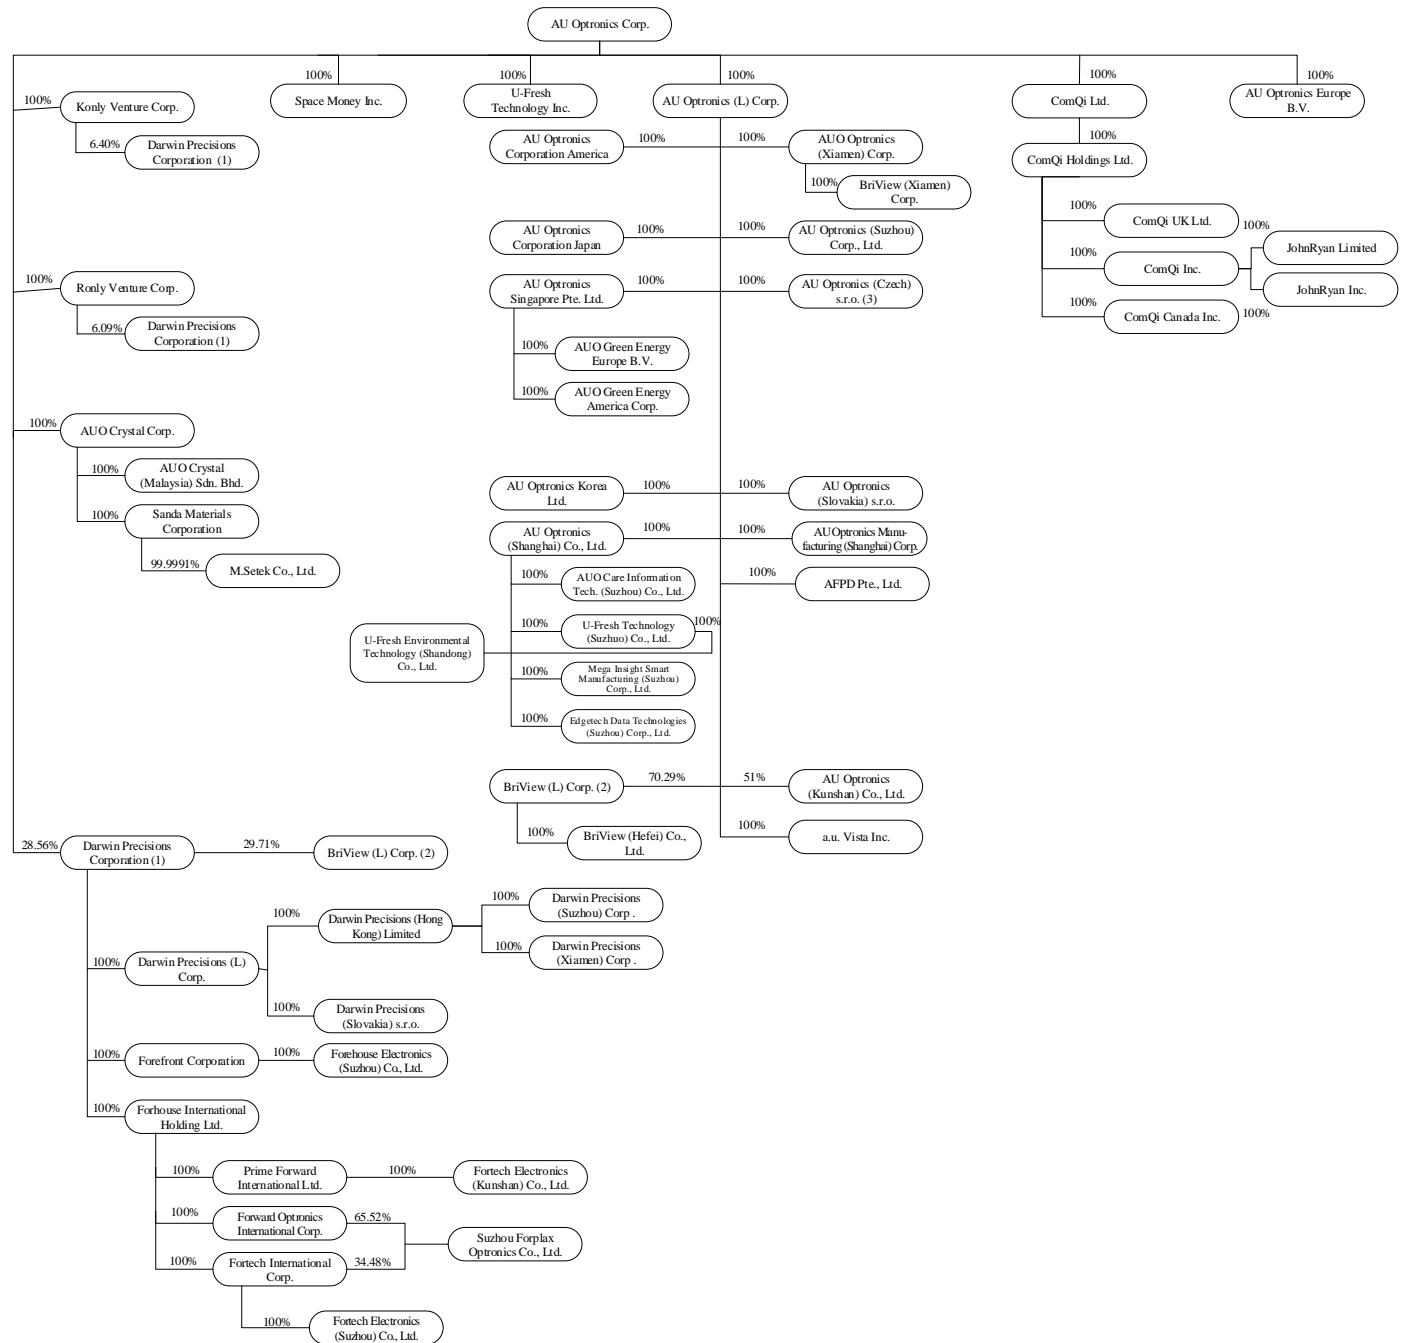 AU Optronics Corp.
100%
100%
100%
100%
100%
100%
Konly Venture Corp.
Space Money Inc.
U-Fresh
Technology Inc.
AU Optronics (L) Corp.
ComQi Ltd.
AU Optronics Europe
B.V.
6.40%
Darwin Precisions
Corporation (1)
AU Optronics
Corporation America
100%
100%
AUO Optronics
(Xiamen) Corp.
100%
BriView (Xiamen)
Corp.
100%
ComQi Holdings Ltd.
100%
ComQi UK Ltd.
100%
ComQi Inc.
100%
JohnRyan Limited
JohnRyan Inc.
100%
ComQi Canada Inc.
100%
AU Optronics
Corporation Japan
100%
100%
AU Optronics (Suzhou)
Corp., Ltd.
100%
Ronly Venture Corp.
6.09%
Darwin Precisions
Corporation (1)
AU Optronics
Singapore Pte. Ltd.
100%
100%
AU Optronics (Czech)
s.r.o. (3)
100%
AUO Green Energy
Europe B.V.
100%
AUO Green Energy
America Corp.
100%
AUO Crystal Corp.
100%
AUO Crystal
(Malaysia) Sdn. Bhd.
100%
Sanda Materials
Corporation
99.9991%
M.Setek Co., Ltd.
AU Optronics Korea
Ltd.
100%
100%
AU Optronics
(Slovakia) s.r.o.
AU Optronics
(Shanghai) Co., Ltd.
100%
100%
AU Optronics Manu-
facturing (Shanghai) Corp.
100%
AUO Care Information
Tech. (Suzhou) Co., Ltd.
100%
AFPD Pte., Ltd.
100%
U-Fresh Technology
(Suzhuo) Co., Ltd.
100%
U-Fresh Environmental
Technology (Shandong)
Co., Ltd.
100%
Mega Insight Smart
Manufacturing (Suzhou)
Corp., Ltd.
100%
Edgetech Data Technologies
(Suzhou) Corp., Ltd.
BriView (L) Corp. (2)
70.29%
51%
AU Optronics
(Kunshan) Co., Ltd.
100%
BriView (Hefei) Co.,
Ltd.
100%
a.u. Vista Inc.
28.56%
Darwin Precisions
Corporation (1)
29.71%
BriView (L) Corp. (2)
100%
Darwin Precisions (L)
Corp.
100%
Darwin Precisions (Hong
Kong) Limited
100%
Darwin Precisions
(Suzhou) Corp .
100%
Darwin Precisions
(Xiamen) Corp .
100%
Darwin Precisions
(Slovakia) s.r.o.
100%
Forefront Corporation
100%
Forehouse Electronics
(Suzhou) Co., Ltd.
100%
Forhouse International
Holding Ltd.
100%
Prime Forward
International Ltd.
100%
Fortech Electronics
(Kunshan) Co., Ltd.
100%
Forward Optronics
International Corp.
65.52%
Suzhou Forplax
Optronics Co., Ltd.
100%
Fortech International
Corp.
34.48%
100%
Fortech Electronics
(Suzhou) Co., Ltd.